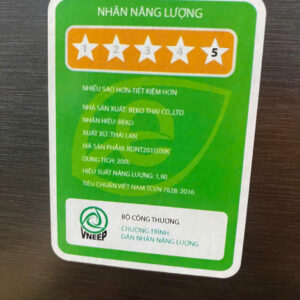 NHÃN NĂNG LƯỢNG
1 2 3 4 5
NHIỀU SAO HƠN-TIẾT KIỆM HƠN
NHÀ SẢN XUẤT: BEKO THAI CO.,LTD
NHÃN HIỆU: BEKO
XUẤT XỨ: THÁI LAN
MÃ SẢN PHẨM: RDNT201I50VK
DUNG TÍCH: 200L
HIỆU SUẤT NĂNG LƯỢNG: 1.90
TIÊU CHUẨN VIỆT NAM TCVN 7828: 2016
BỘ CÔNG THƯƠNG
CHƯƠNG TRÌNH
DÁN NHÃN NĂNG LƯỢNG
VNEEP